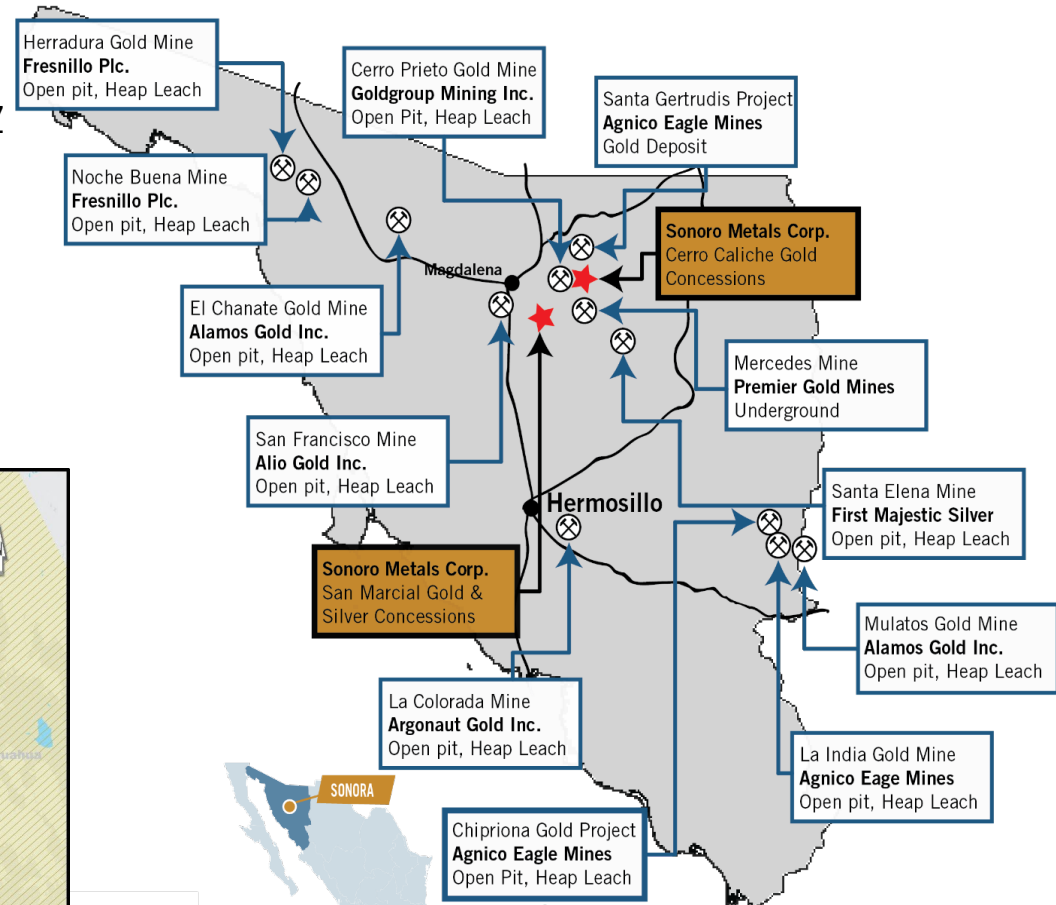 Herradura Gold Mine
Fresnillo Plc.
Open pit, Heap Leach
Cerro Prieto Gold Mine
Goldgroup Mining Inc.
Open Pit, Heap Leach
Santa Gertrudis Project
Agnico Eagle Mines
Gold Deposit
Noche Buena Mine
Fresnillo Plc.
Open pit, Heap Leach
Sonoro Metals Corp.
Cerro Caliche Gold
Concessions
Magdalena
El Chanate Gold Mine
Alamos Gold Inc.
Open pit, Heap Leach
Mercedes Mine
Premier Gold Mines
Underground
San Francisco Mine
Alio Gold Inc.
Open pit, Heap Leach
Hermosillo
Santa Elena Mine
First Majestic Silver
Open pit, Heap Leach
Sonoro Metals Corp.
San Marcial Gold &
Silver Concessions
Mulatos Gold Mine
Alamos Gold Inc.
Open pit, Heap Leach
La Colorada Mine
Argonaut Gold Inc.
Open pit, Heap Leach
La India Gold Mine
Agnico Eage Mines
Open pit, Heap Leach
SONORA
Chipriona Gold Project
Agnico Eagle Mines
Open Pit, Heap Leach